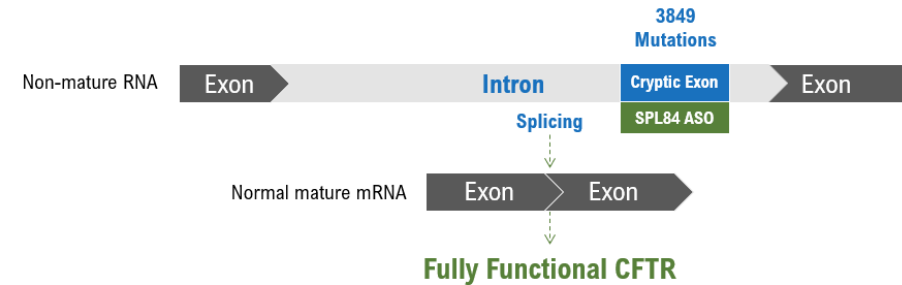 3849
Mutations
Non-mature RNA
Exon
Intron
Cryptic Exon
Exon
SPL84 ASO
Splicing
Normal mature mRNA
Exon
Exon
Fully Functional CFTR